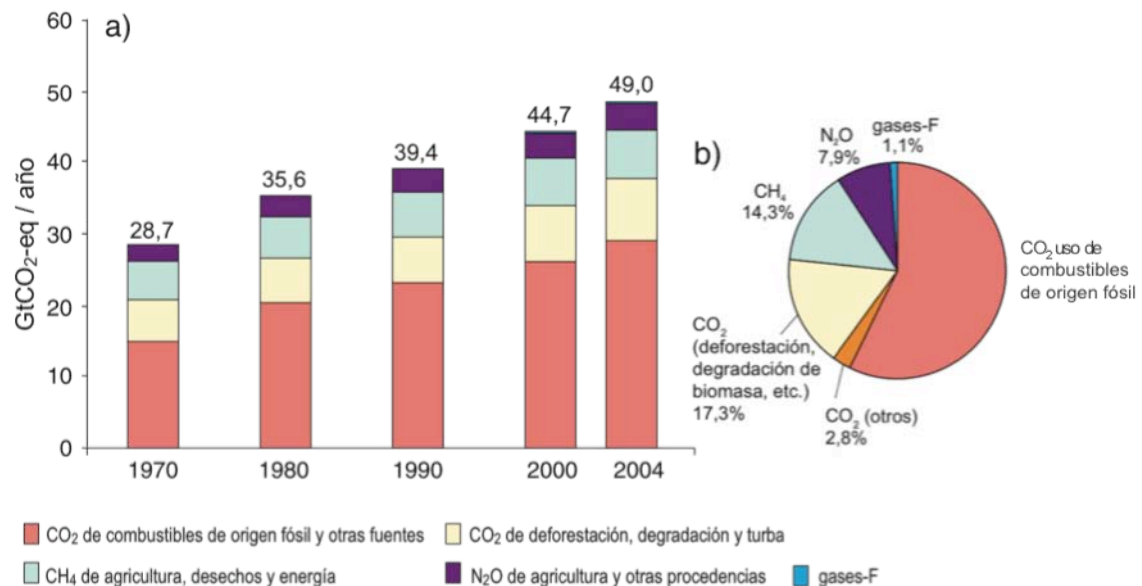 a)
GtCO₂-eq / año
60
50
40
30
20
10
0
28,7
35,6
39,4
44,7
49,0
1970
1980
1990
2000
2004
b)
gases-F
1,1%
N₂O
7,9%
CH₄
14,3%
CO₂ uso de
combustibles
de origen fósil
CO₂
(deforestación,
degradación de
biomasa, etc.)
17,3%
CO₂ (otros)
2,8%
CO₂ de combustibles de origen fósil y otras fuentes
CO₂ de deforestación, degradación y turba
CH₄ de agricultura, desechos y energía
N₂O de agricultura y otras procedencias
gases-F